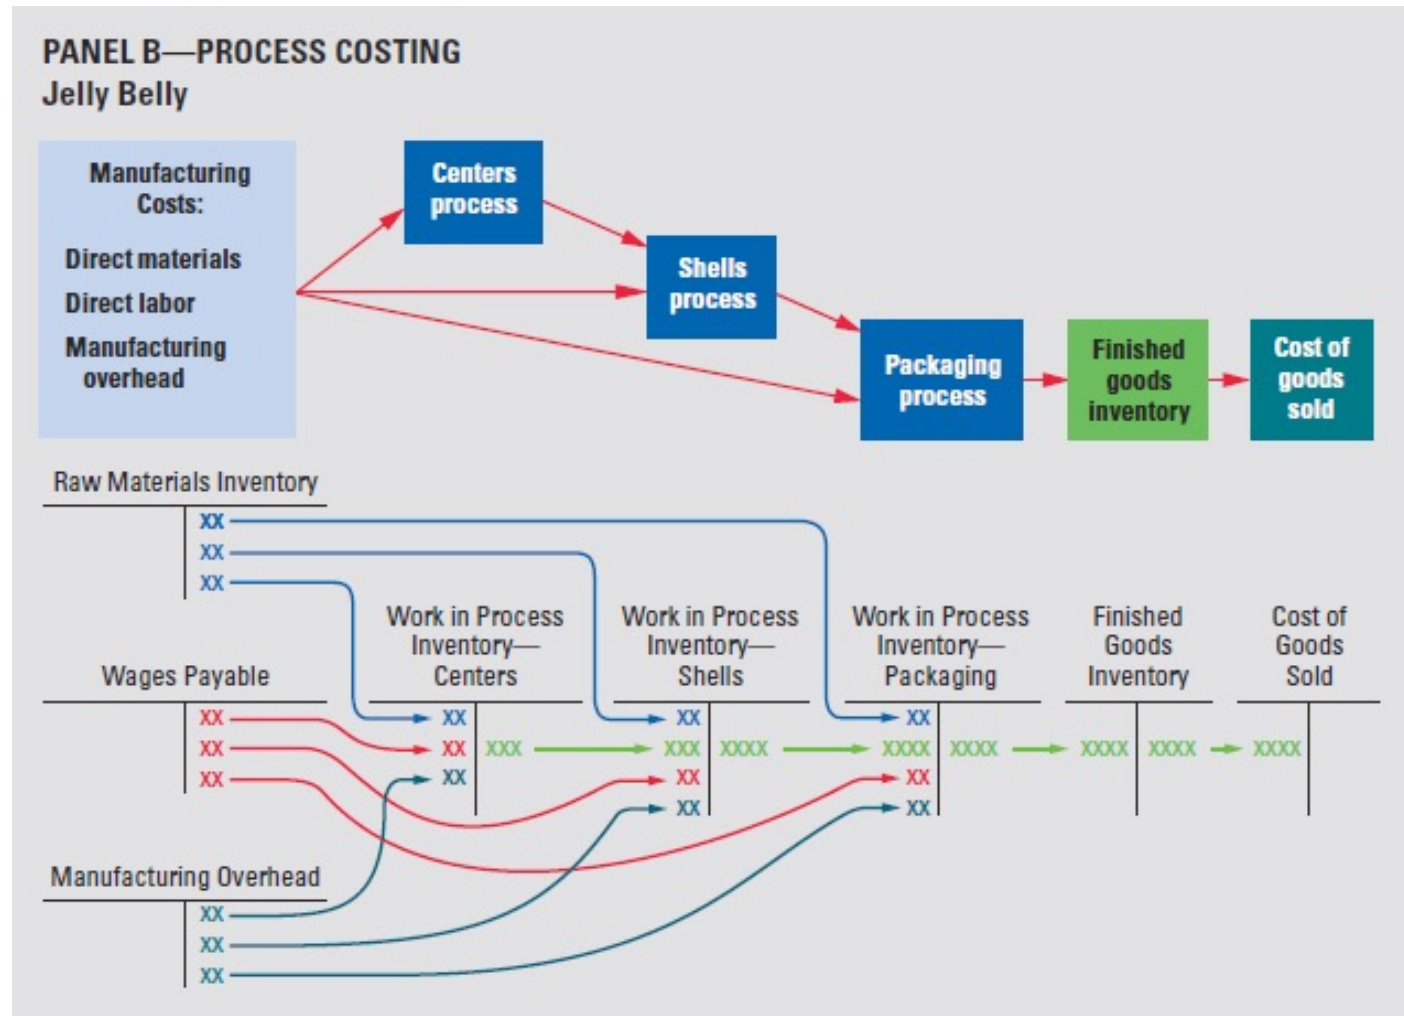 PANEL B—PROCESS COSTING
Jelly Belly
Manufacturing
Costs:
Direct materials
Direct labor
Manufacturing
overhead
Centers
process
Shells
process
Packaging
process
Finished
goods
inventory
Cost of
goods
sold
Raw Materials Inventory
XX
XX
XX
Wages Payable
XX
XX
XX
Manufacturing Overhead
XX
XX
XX
Work in Process
Inventory—
Centers
XX
XX XXX
XX
Work in Process
Inventory—
Shells
XX
XXX XXXX
XX
XX
Work in Process
Inventory—
Packaging
XX
XXXX XXXX
XX
XX
Finished
Goods
Inventory
XXXX XXXX
Cost of
Goods
Sold
XXXX